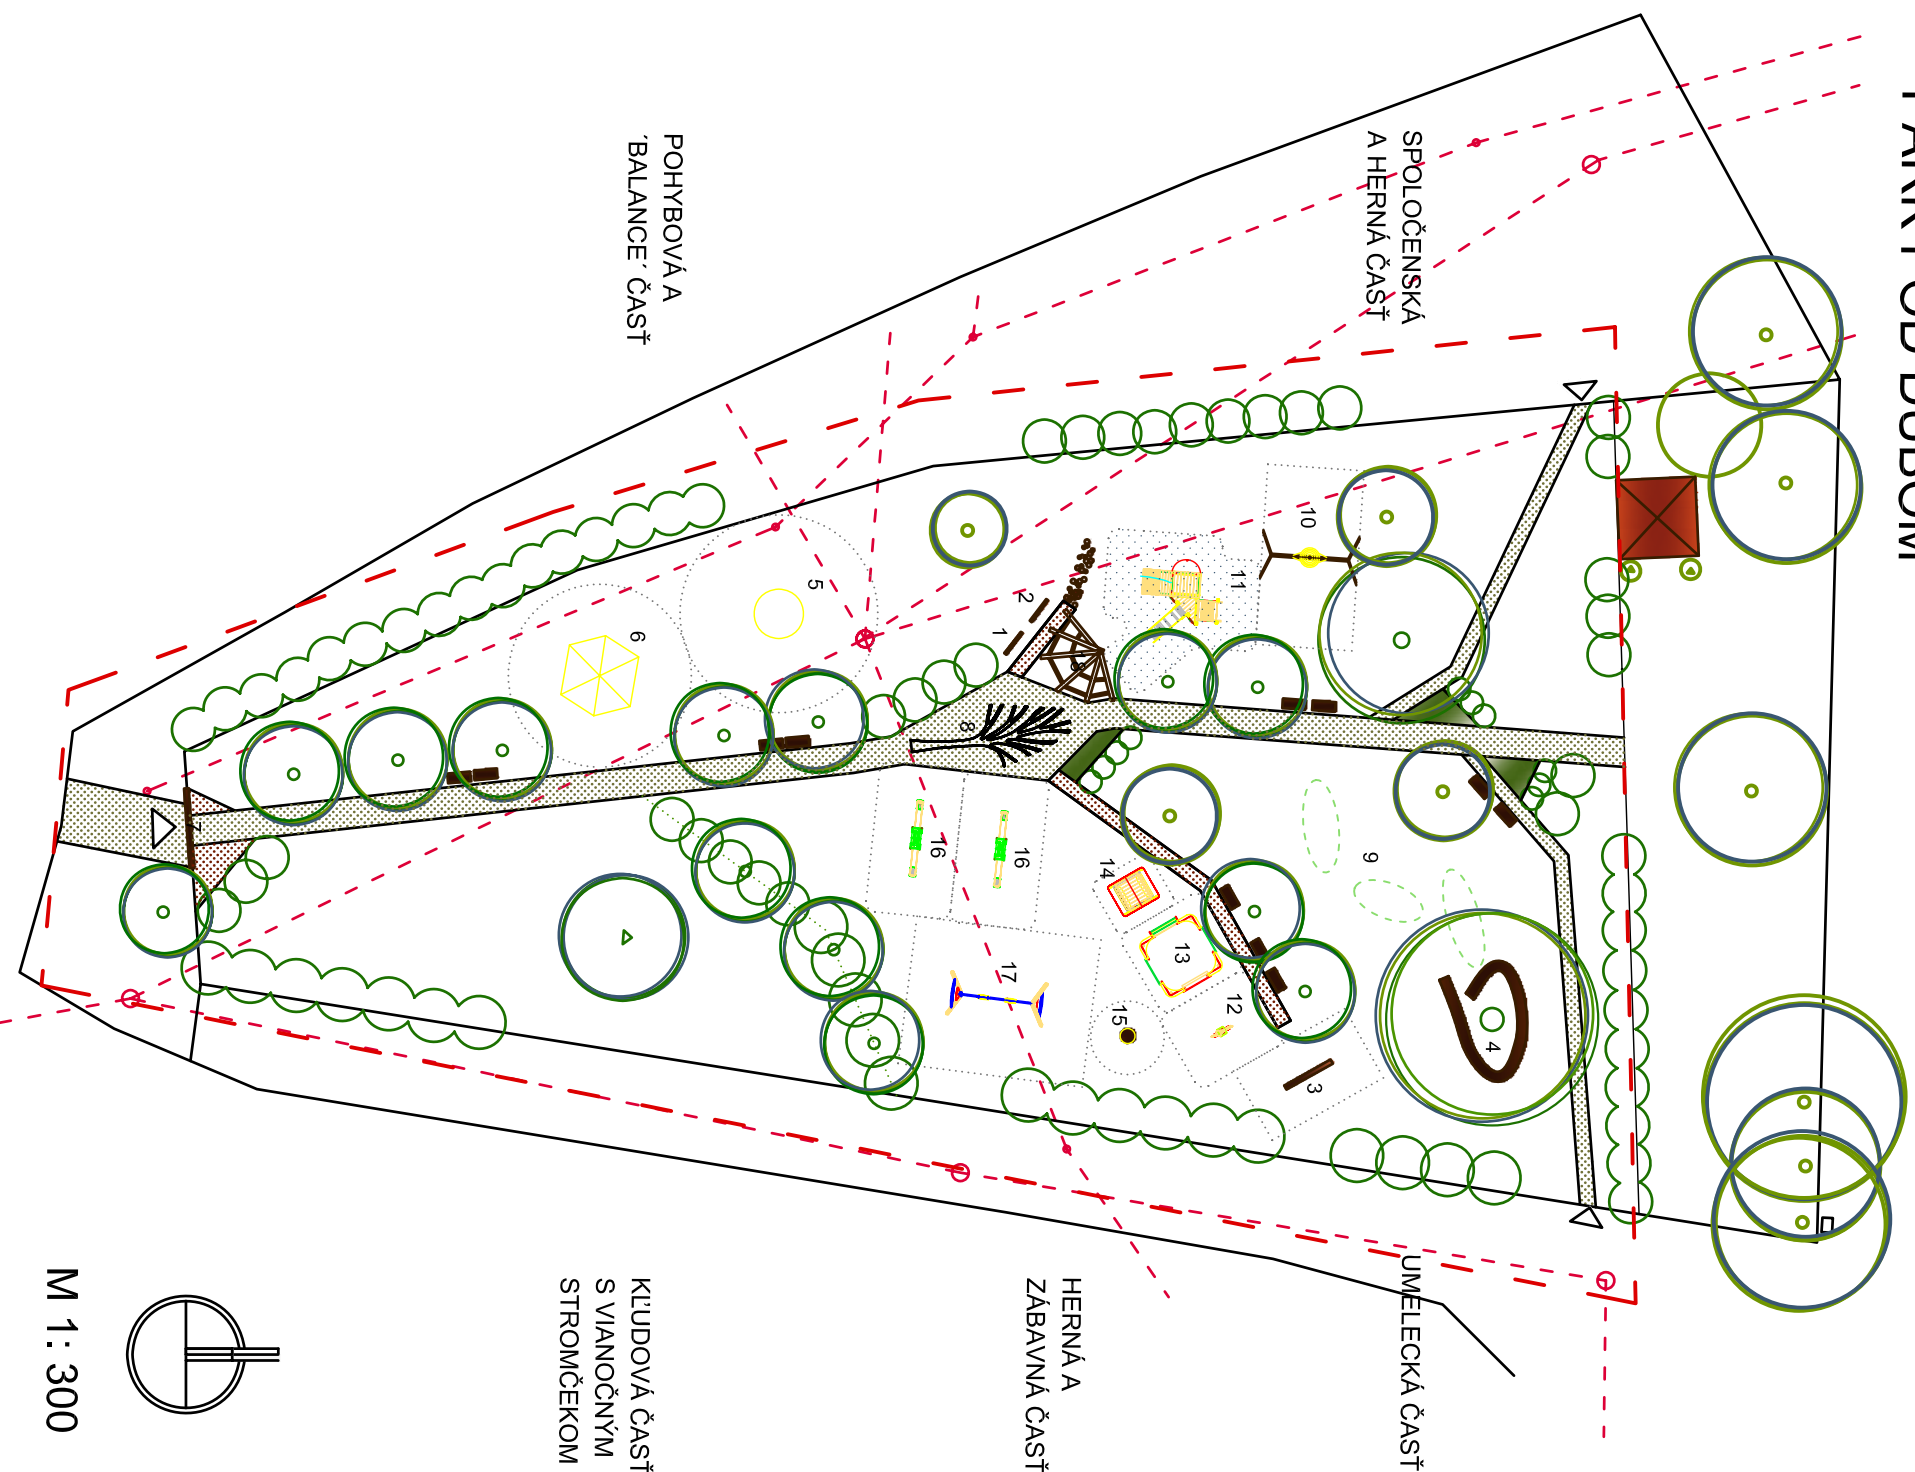 PARK POD DUBOM
SPOLOČENSKÁ
A HERNÁ ČASŤ
POHYBOVÁ A
´BALANCE´ ČASŤ
UMELECKÁ ČASŤ
HERNÁ A
ZÁBAVNÁ ČASŤ
KĽUDOVÁ ČASŤ
S VIANOČNÝM
STROMČEKOM
M 1: 300
10
11
5
2
1
6
8
7
9
16
16
14
13
17
12
15
3
4